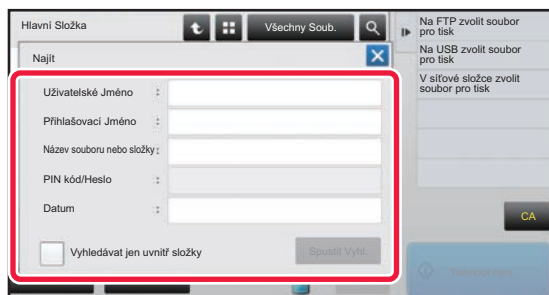 Hlavní Složka
Všechny Soub.
Na FTP zvolit soubor
pro tisk
Na USB zvolit soubor
pro tisk
V síťové složce zvolit
soubor pro tisk
Najít
Uživatelské Jméno :
Přihlašovací Jméno :
Název souboru nebo složky :
PIN kód/Heslo :
Datum :
Vyhledávat jen uvnitř složky
Spustit Vyhl.
CA